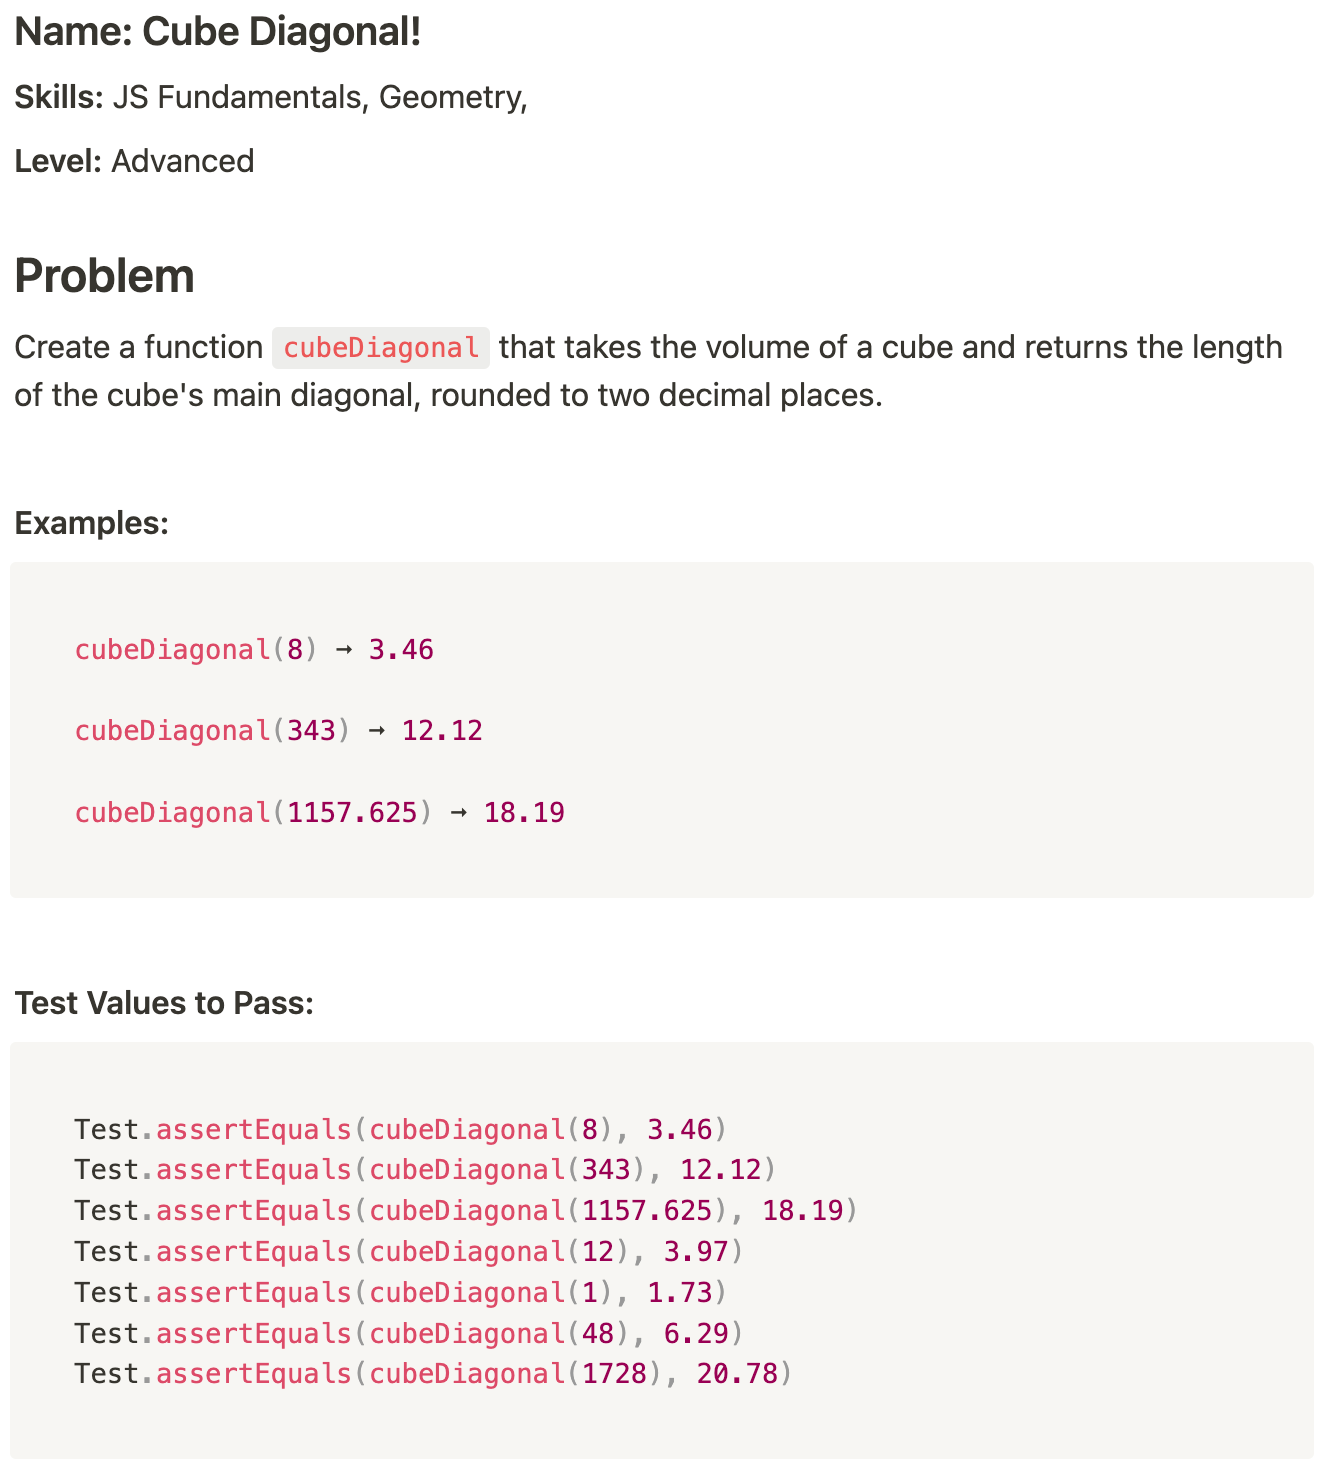 Name: Cube Diagonal!
Skills: JS Fundamentals, Geometry,
Level: Advanced
Problem
Create a function cubeDiagonal that takes the volume of a cube and returns the length
of the cube's main diagonal, rounded to two decimal places.
Examples:
cubeDiagonal(8) → 3.46
cubeDiagonal(343) → 12.12
cubeDiagonal(1157.625) → 18.19
Test Values to Pass:
Test.assertEquals(cubeDiagonal(8), 3.46)
Test.assertEquals(cubeDiagonal(343), 12.12)
Test.assertEquals(cubeDiagonal(1157.625), 18.19)
Test.assertEquals(cubeDiagonal(12), 3.97)
Test.assertEquals(cubeDiagonal(1), 1.73)
Test.assertEquals(cubeDiagonal(48), 6.29)
Test.assertEquals(cubeDiagonal(1728), 20.78)